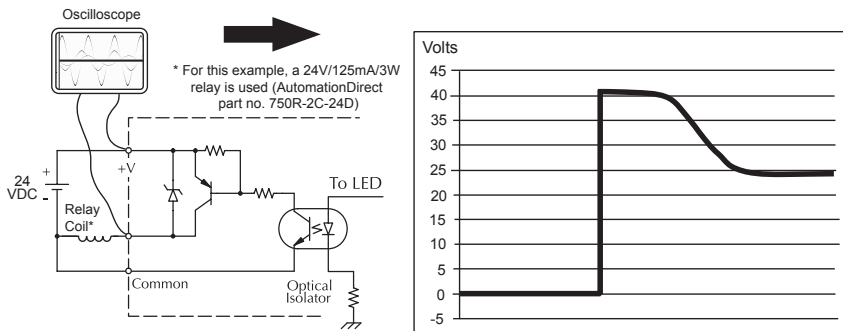 Oscilloscope
* For this example, a 24V/125mA/3W
relay is used (AutomationDirect
part no. 750R-2C-24D)
+V
+
24
VDC
-
Relay
Coil*
To LED
Common
Optical
Isolator
Volts
45
40
35
30
25
20
15
10
5
0
-5